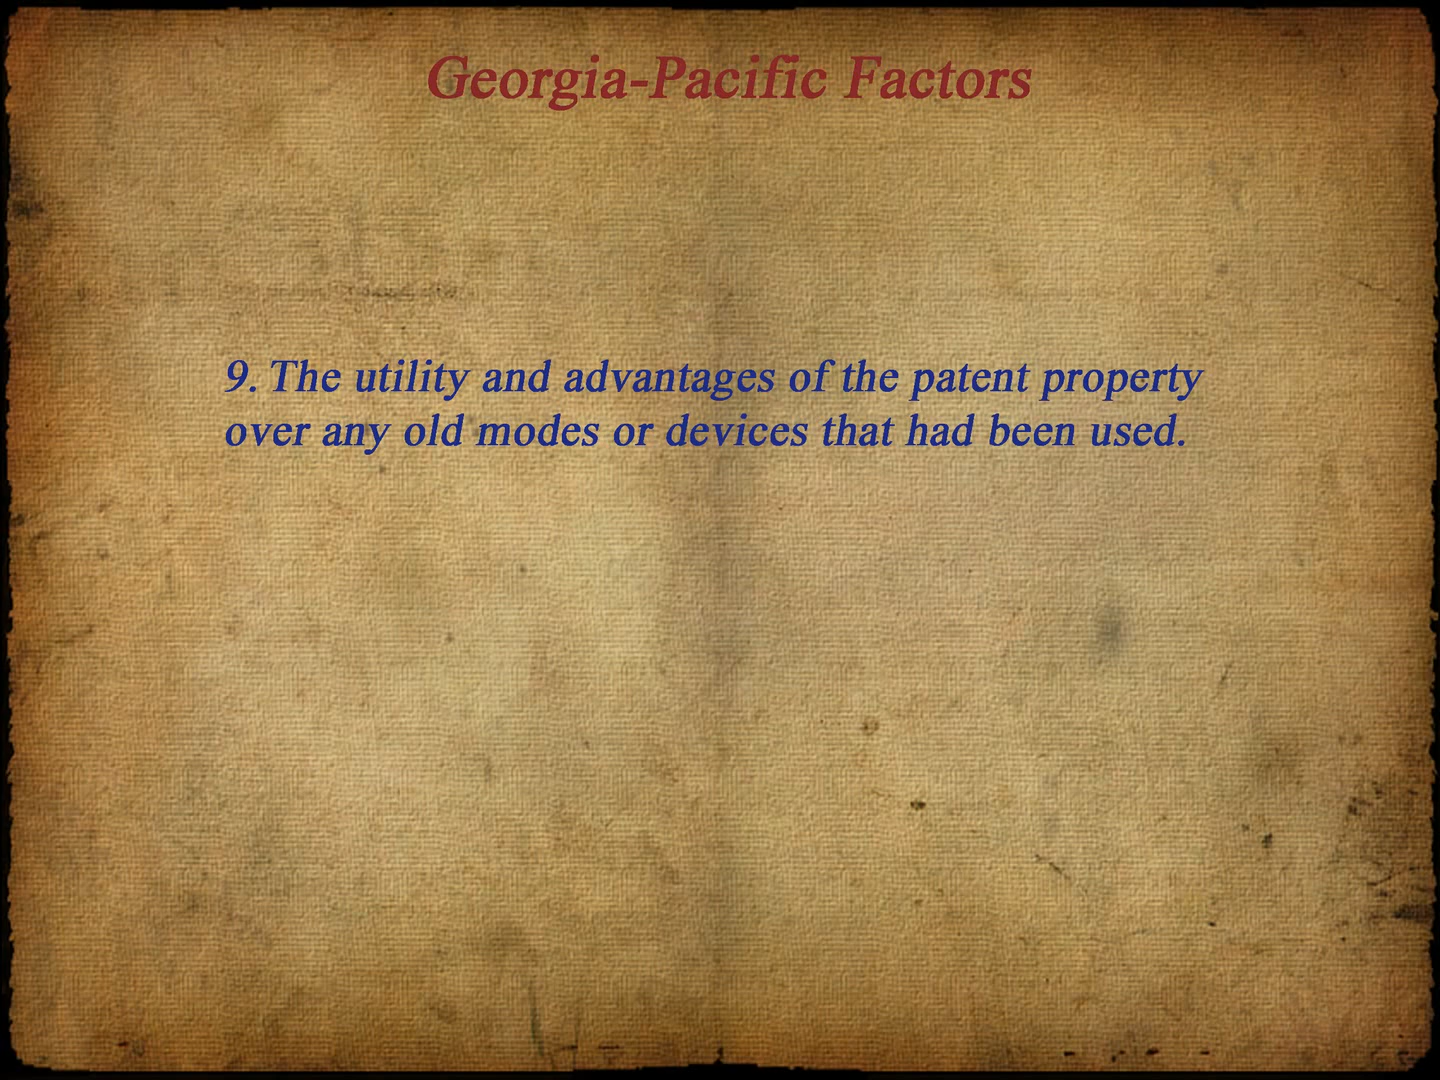 Georgia-Pacific Factors
9. The utility and advantages of the patent property
over any old modes or devices that had been used.